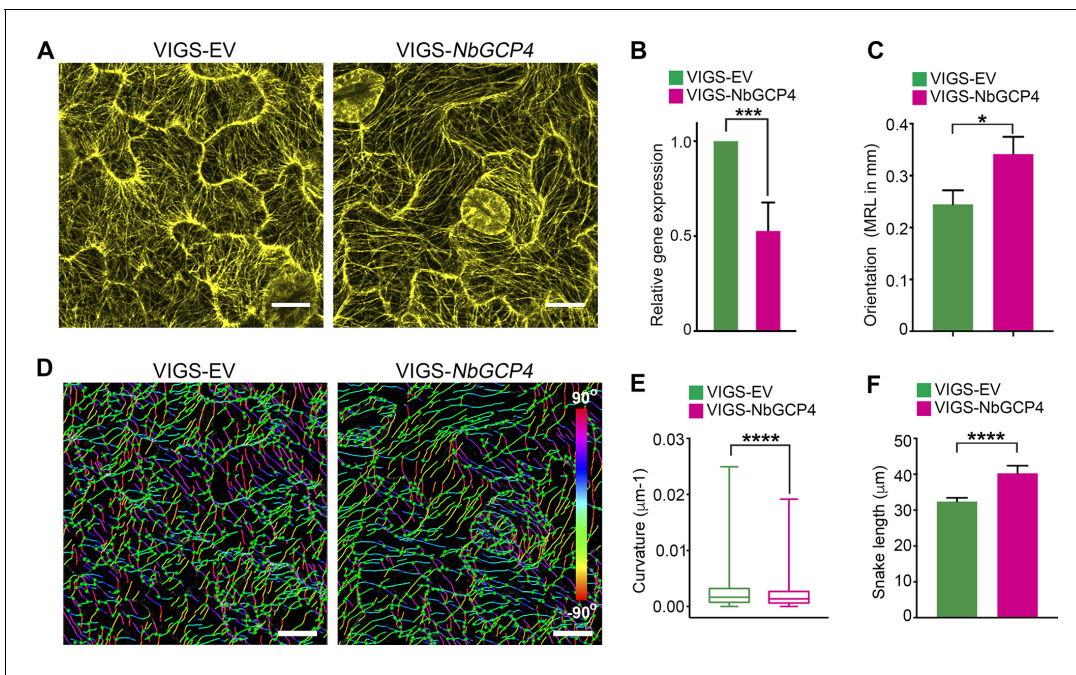 A
VIGS-EV
VIGS-NbGCP4
B
VIGS-EV
VIGS-NbGCP4
***
Relative gene expression
1.0
0.5
0
C
VIGS-EV
VIGS-NbGCP4
*
Orientation (MRL in mm)
0.4
0.3
0.2
0.1
0
D
VIGS-EV
VIGS-NbGCP4
90°
-90°
E
VIGS-EV
VIGS-NbGCP4
****
Curvature (μm-1)
0.03
0.02
0.01
0.00
F
VIGS-EV
VIGS-NbGCP4
****
Snake length (μm)
50
40
30
20
10
0